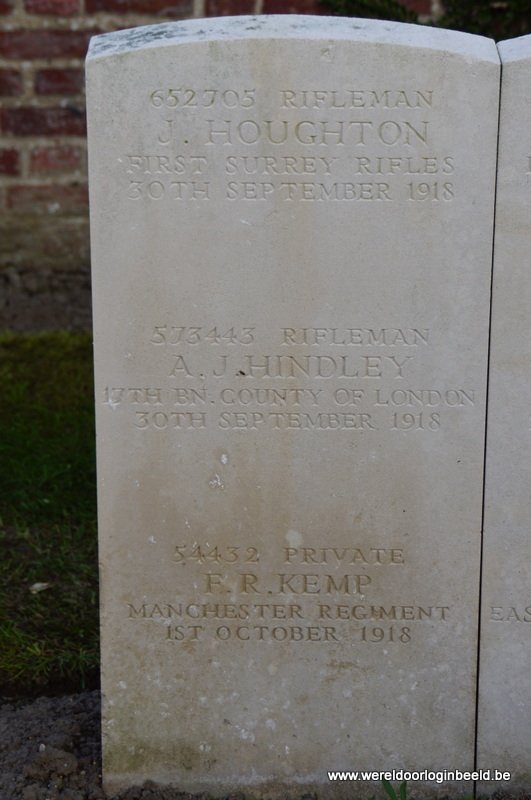 652705 RIFLEMAN
J. HOUGHTON
FIRST SURREY RIFLES
30TH SEPTEMBER 1918
573443 RIFLEMAN
A. J. HINDLEY
17TH BN. COUNTY OF LONDON
30TH SEPTEMBER 1918
54432 PRIVATE
F. R. KEMP
MANCHESTER REGIMENT
1ST OCTOBER 1918
EAS
www.wereldoorloginbeeld.be